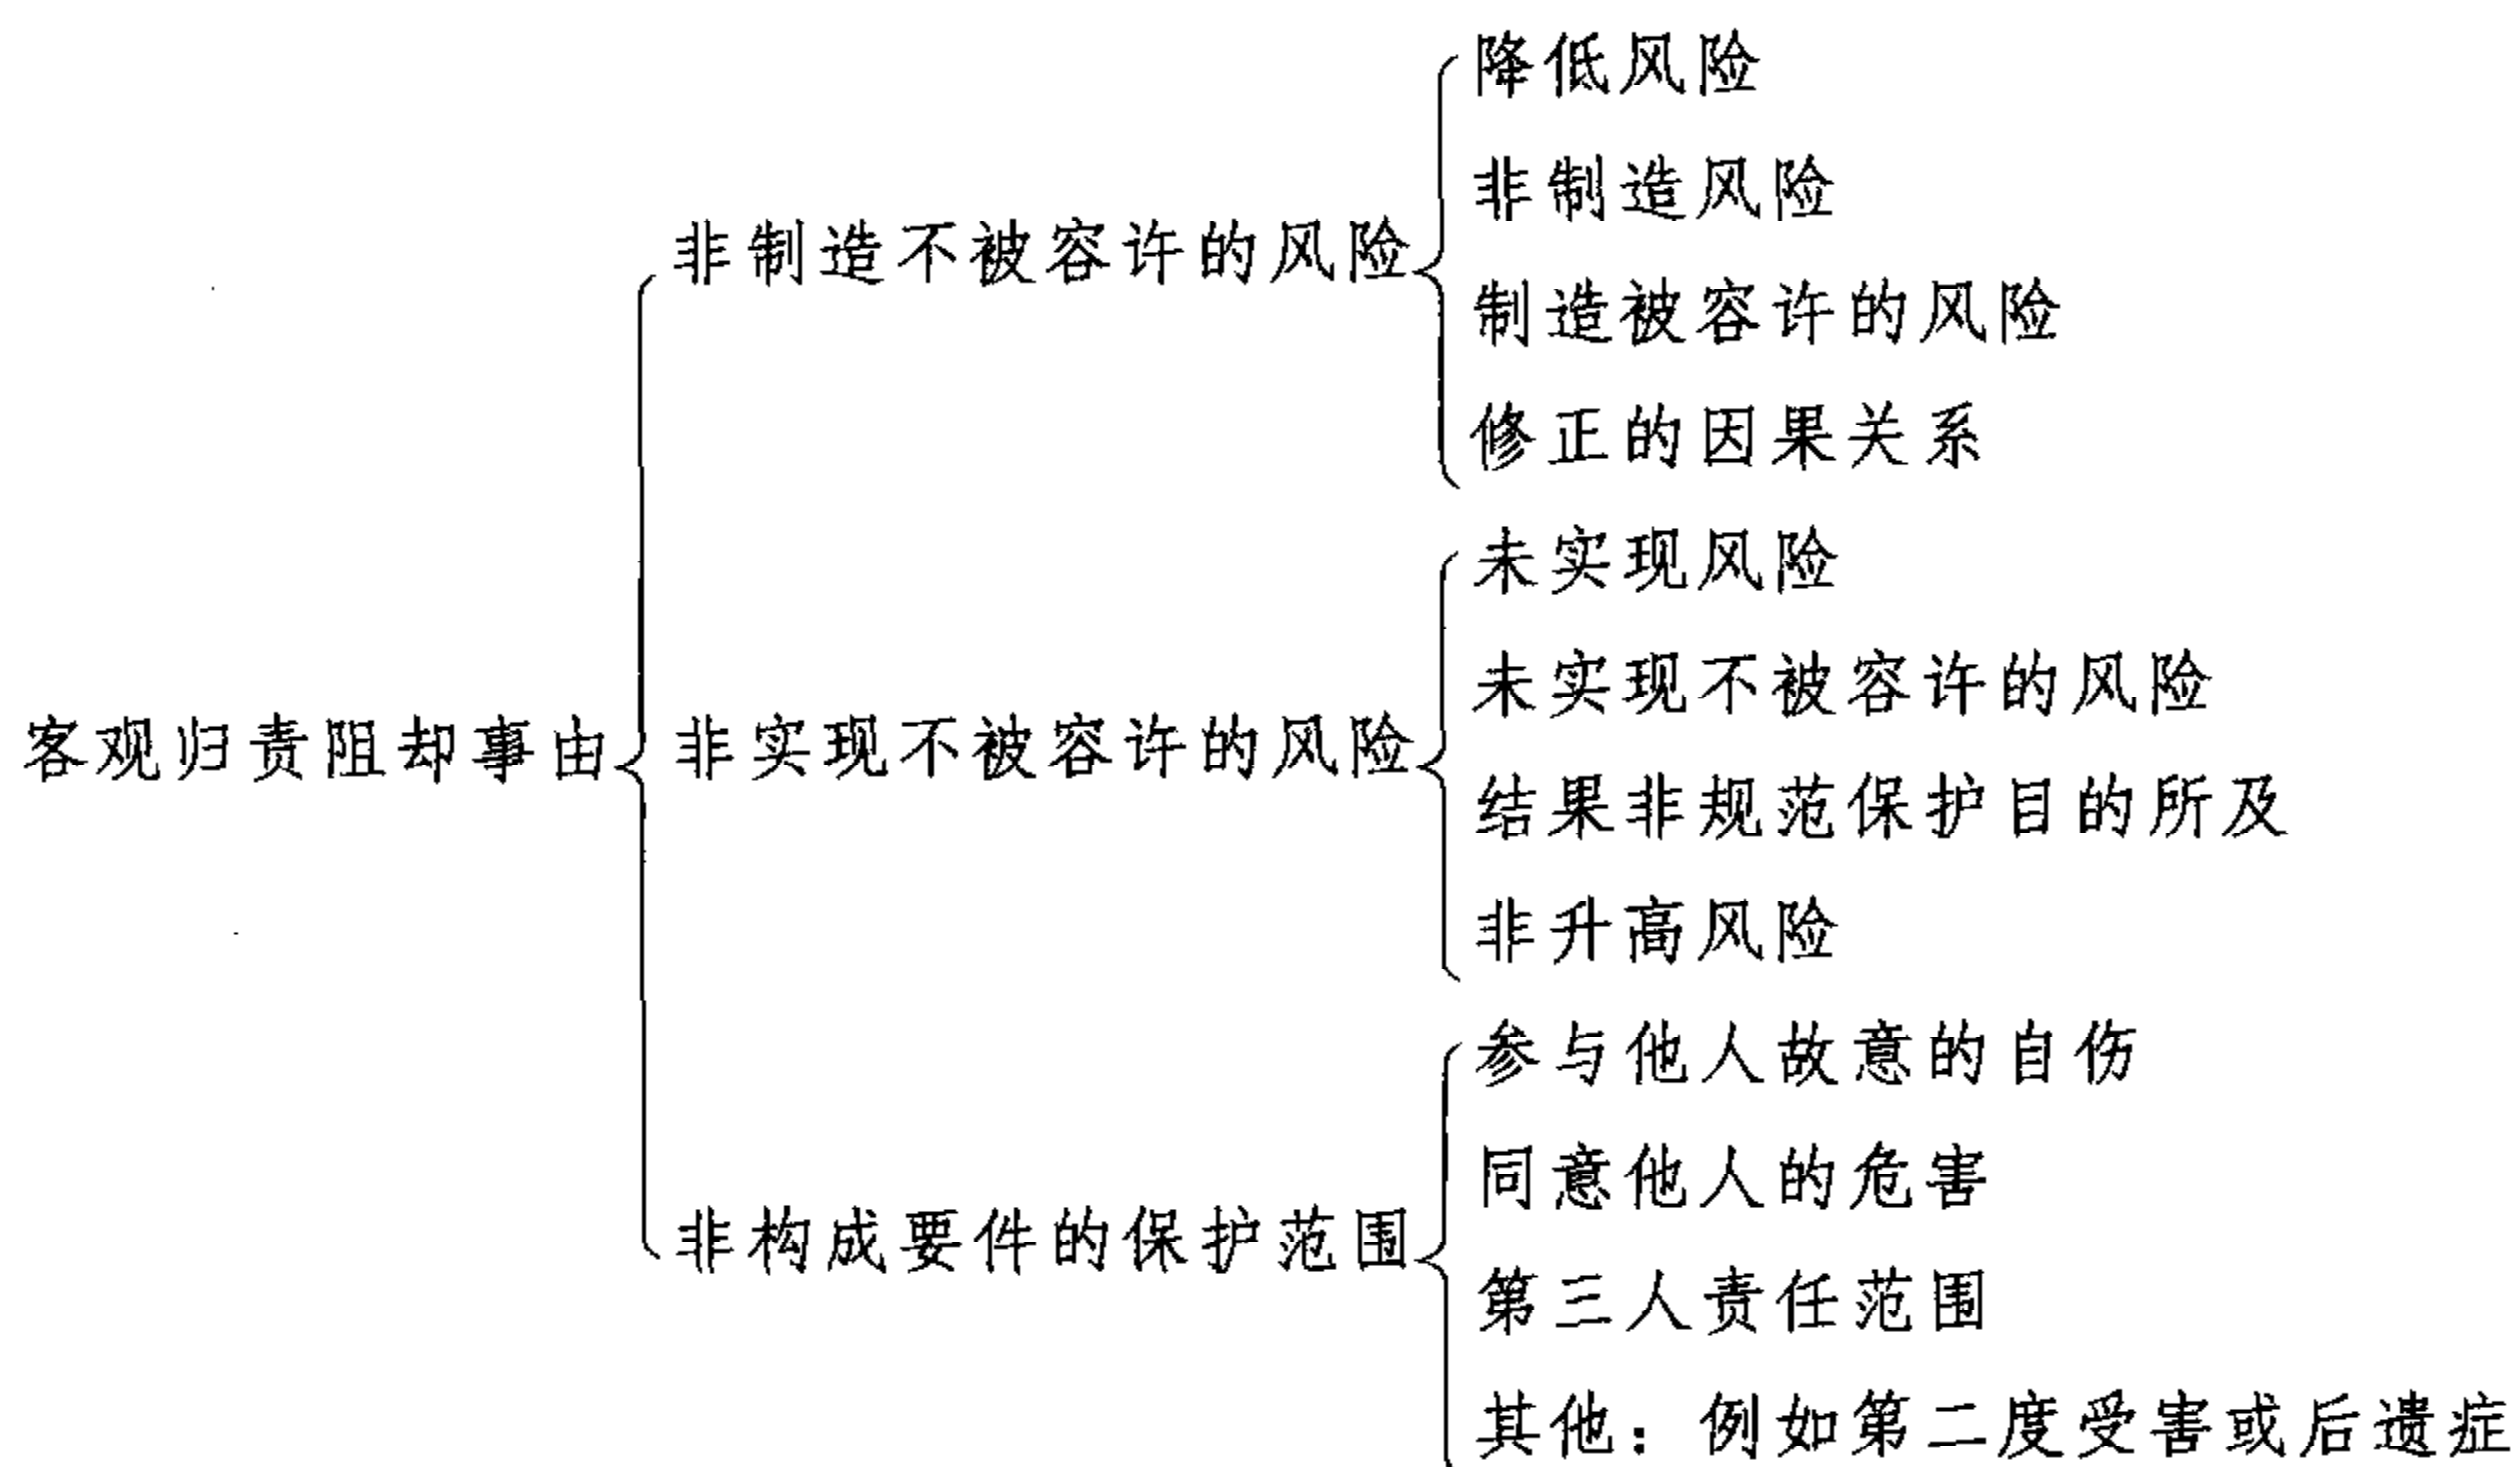 客观归责阻却事由
非制造不被容许的风险
降低风险
非制造风险
制造被容许的风险
修正的因果关系
非实现不被容许的风险
未实现风险
未实现不被容许的风险
结果非规范保护目的所及
非升高风险
非构成要件的保护范围
参与他人故意的自伤
同意他人的危害
第三人责任范围
其他：例如第二度受害或后遗症